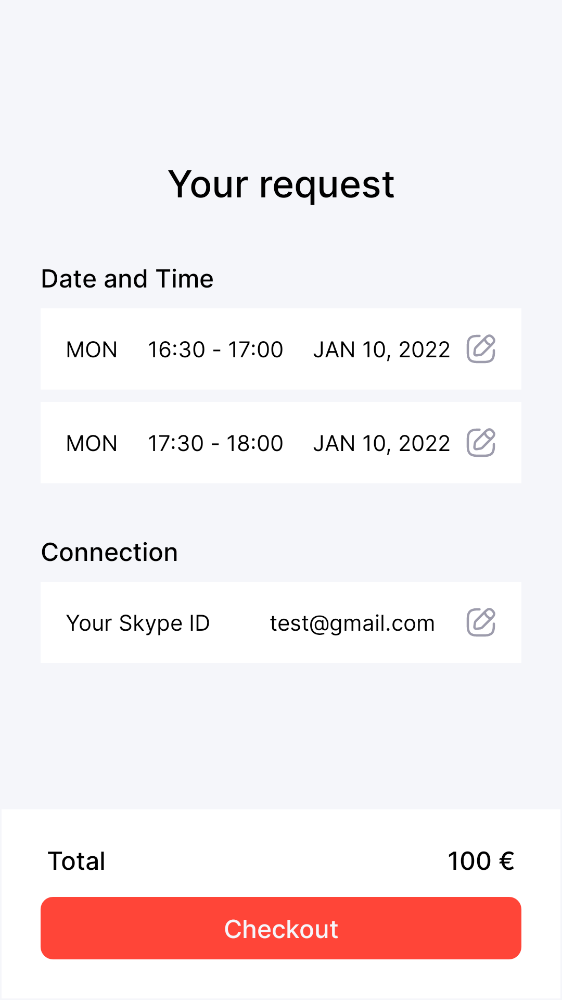 Your request
Date and Time
MON 16:30 - 17:00 JAN 10, 2022
MON 17:30 - 18:00 JAN 10, 2022
Connection
Your Skype ID test@gmail.com
Total 100 €
Checkout